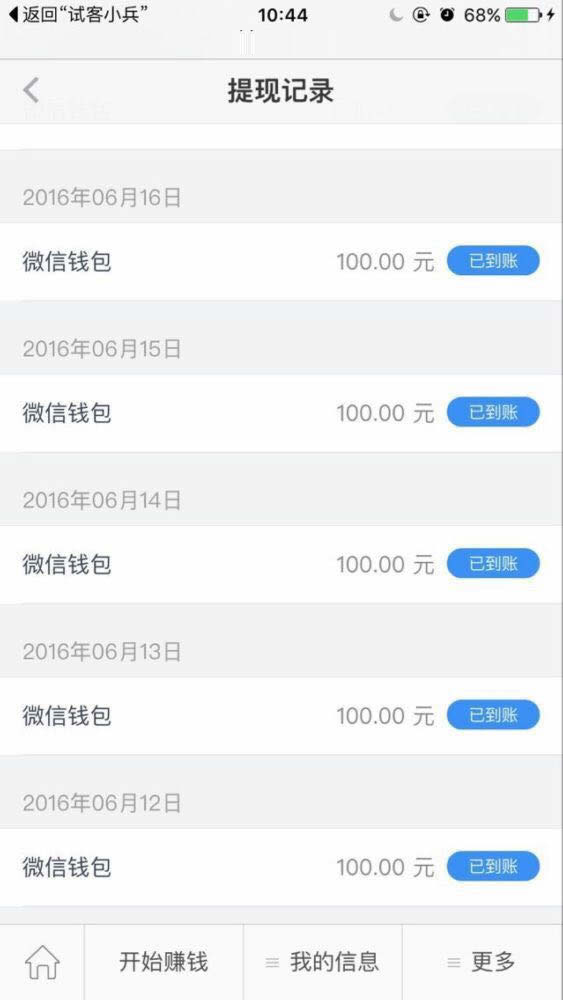 返回“试客小兵” 10:44 68%
提现记录
2016年06月16日
微信钱包 100.00 元 已到账
2016年06月15日
微信钱包 100.00 元 已到账
2016年06月14日
微信钱包 100.00 元 已到账
2016年06月13日
微信钱包 100.00 元 已到账
2016年06月12日
微信钱包 100.00 元 已到账
开始赚钱 我的信息 更多